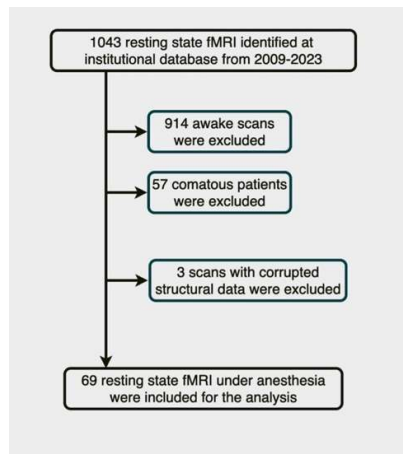 1043 resting state fMRI identified at
institutional database from 2009-2023
914 awake scans
were excluded
57 comatous patients
were excluded
3 scans with corrupted
structural data were excluded
69 resting state fMRI under anesthesia
were included for the analysis